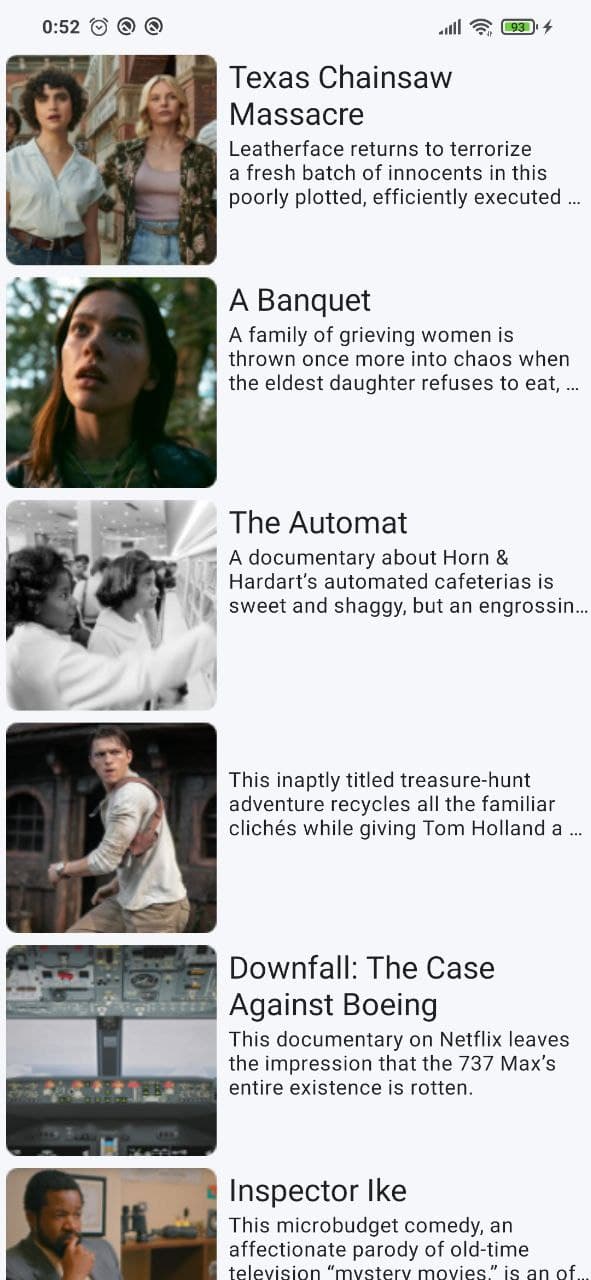 0:52
93
Texas Chainsaw
Massacre
Leatherface returns to terrorize
a fresh batch of innocents in this
poorly plotted, efficiently executed ...
A Banquet
A family of grieving women is
thrown once more into chaos when
the eldest daughter refuses to eat, ...
The Automat
A documentary about Horn &
Hardart’s automated cafeterias is
sweet and shaggy, but an engrossin...
This inaptly titled treasure-hunt
adventure recycles all the familiar
clichés while giving Tom Holland a ...
Downfall: The Case
Against Boeing
This documentary on Netflix leaves
the impression that the 737 Max’s
entire existence is rotten.
Inspector Ike
This microbudget comedy, an
affectionate parody of old-time
television “mystery movies,” is an of...